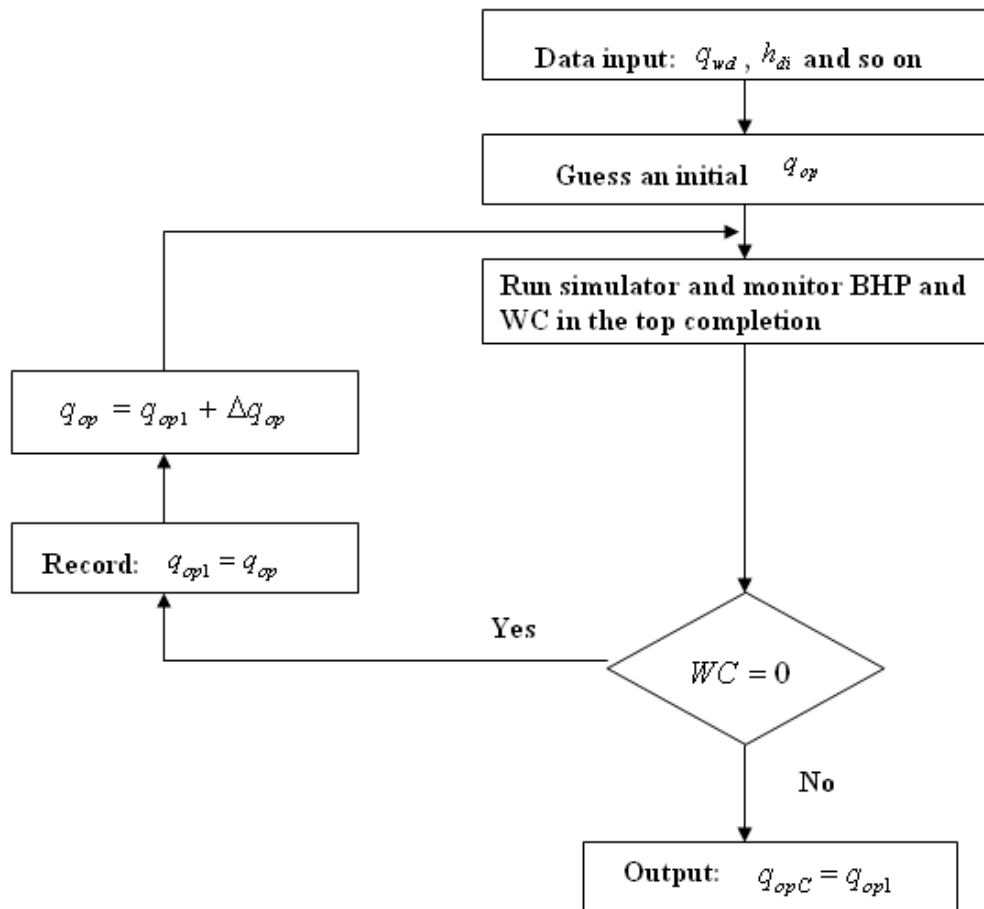 Data input: q_wd , h_di and so on
Guess an initial q_op
Run simulator and monitor BHP and
WC in the top completion
q_op = q_op1 + Δq_op
Record: q_op1 = q_op
Yes
WC = 0
No
Output: q_opC = q_op1